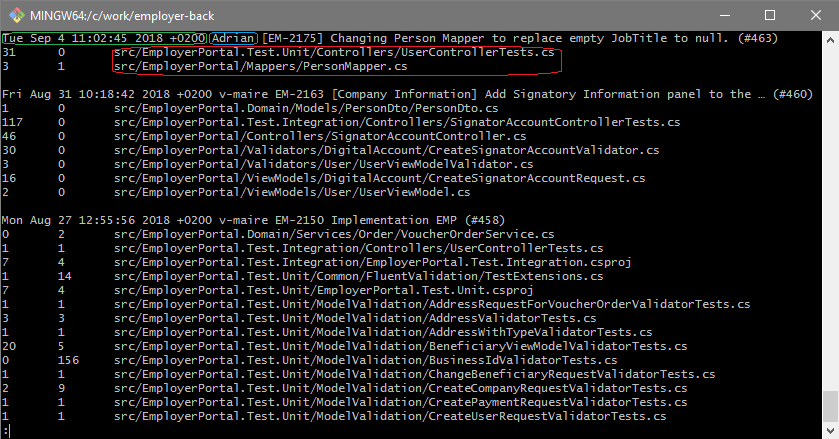 MINGW64:/c/work/employer-back
Tue Sep 4 11:02:45 2018 +0200 Adrian [EM-2175] Changing Person Mapper to replace empty JobTitle to null. (#463)
31 0 src/EmployerPortal.Test.Unit/Controllers/UserControllerTests.cs
3 1 src/EmployerPortal/Mappers/PersonMapper.cs
Fri Aug 31 10:18:42 2018 +0200 v-maire EM-2163 [Company Information] Add Signatory Information panel to the … (#460)
1 0 src/EmployerPortal.Domain/Models/PersonDto/PersonDto.cs
117 0 src/EmployerPortal.Test.Integration/Controllers/SignatorAccountControllerTests.cs
46 0 src/EmployerPortal/Controllers/SignatorAccountController.cs
30 0 src/EmployerPortal/Validators/DigitalAccount/CreateSignatorAccountValidator.cs
3 0 src/EmployerPortal/Validators/User/UserViewModelValidator.cs
16 0 src/EmployerPortal/ViewModels/DigitalAccount/CreateSignatorAccountRequest.cs
2 0 src/EmployerPortal/ViewModels/User/UserViewModel.cs
Mon Aug 27 12:55:56 2018 +0200 v-maire EM-2150 Implementation EMP (#458)
0 2 src/EmployerPortal.Domain/Services/Order/VoucherOrderService.cs
1 1 src/EmployerPortal.Test.Integration/Controllers/UserControllerTests.cs
7 4 src/EmployerPortal.Test.Integration/EmployerPortal.Test.Integration.csproj
1 14 src/EmployerPortal.Test.Unit/Common/FluentValidation/TestExtensions.cs
7 4 src/EmployerPortal.Test.Unit/EmployerPortal.Test.Unit.csproj
1 1 src/EmployerPortal.Test.Unit/ModelValidation/AddressRequestForVoucherOrderValidatorTests.cs
3 3 src/EmployerPortal.Test.Unit/ModelValidation/AddressValidatorTests.cs
1 1 src/EmployerPortal.Test.Unit/ModelValidation/AddressWithTypeValidatorTests.cs
20 5 src/EmployerPortal.Test.Unit/ModelValidation/BeneficiaryViewModelValidatorTests.cs
0 156 src/EmployerPortal.Test.Unit/ModelValidation/BusinessIdValidatorTests.cs
1 1 src/EmployerPortal.Test.Unit/ModelValidation/ChangeBeneficiaryRequestValidatorTests.cs
2 9 src/EmployerPortal.Test.Unit/ModelValidation/CreateCompanyRequestValidatorTests.cs
1 1 src/EmployerPortal.Test.Unit/ModelValidation/CreatePaymentRequestValidatorTests.cs
1 1 src/EmployerPortal.Test.Unit/ModelValidation/CreateUserRequestValidatorTests.cs
: